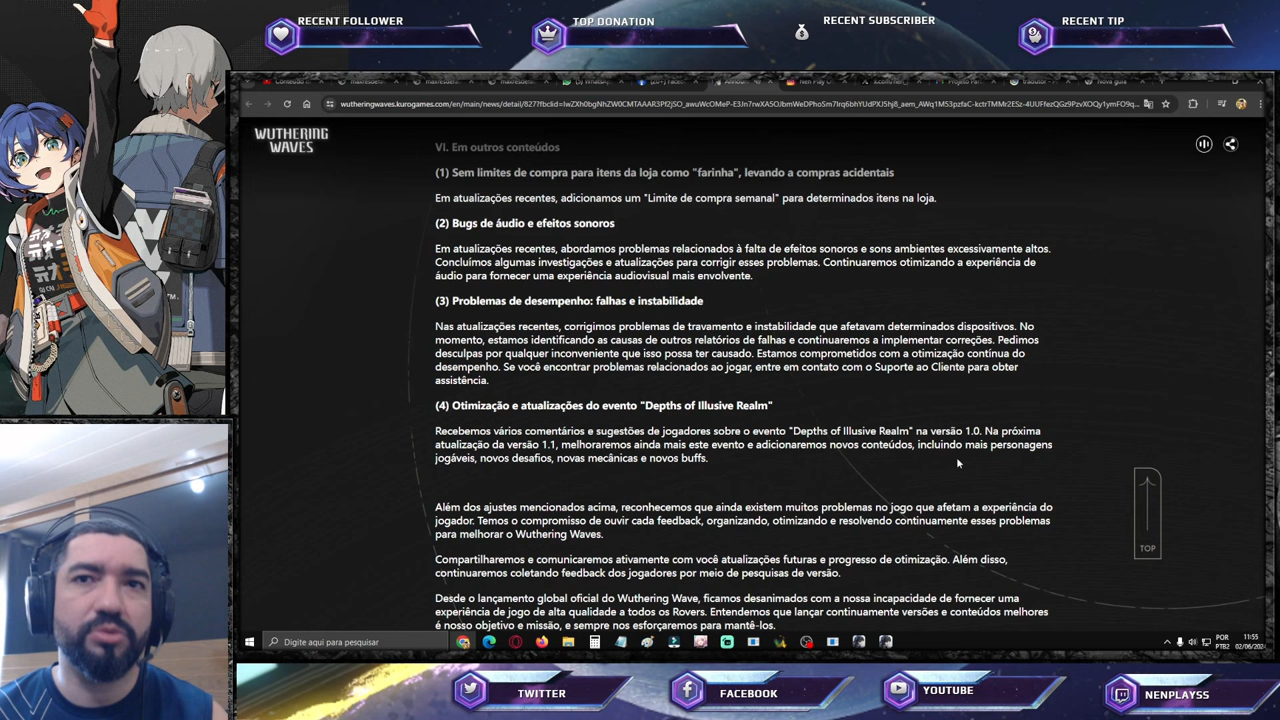 RECENT FOLLOWER
TOP DONATION
RECENT SUBSCRIBER
RECENT TIP
wutheringwaves.kurogames.com/en/main/news/detail/827?fbclid=
WUTHERING
WAVES
VI. Em outros conteúdos
(1) Sem limites de compra para itens da loja como "farinha", levando a compras acidentais
Em atualizações recentes, adicionamos um "Limite de compra semanal" para determinados itens na loja.
(2) Bugs de áudio e efeitos sonoros
Em atualizações recentes, abordamos problemas relacionados à falta de efeitos sonoros e sons ambientes excessivamente altos.
Concluímos algumas investigações e atualizações para corrigir esses problemas. Continuaremos otimizando a experiência de
áudio para fornecer uma experiência audiovisual mais envolvente.
(3) Problemas de desempenho: falhas e instabilidade
Nas atualizações recentes, corrigimos problemas de travamento e instabilidade que afetavam determinados dispositivos. No
momento, estamos identificando as causas de outros relatórios de falhas e continuaremos a implementar correções. Pedimos
desculpas por qualquer inconveniente que isso possa ter causado. Estamos comprometidos com a otimização contínua do
desempenho. Se você encontrar problemas relacionados ao jogar, entre em contato com o Suporte ao Cliente para obter
assistência.
(4) Otimização e atualizações do evento "Depths of Illusive Realm"
Recebemos vários comentários e sugestões de jogadores sobre o evento "Depths of Illusive Realm" na versão 1.0. Na próxima
atualização da versão 1.1, melhoraremos ainda mais este evento e adicionaremos novos conteúdos, incluindo mais personagens
jogáveis, novos desafios, novas mecânicas e novos buffs.
Além dos ajustes mencionados acima, reconhecemos que ainda existem muitos problemas no jogo que afetam a experiência do
jogador. Temos o compromisso de ouvir cada feedback, organizando, otimizando e resolvendo continuamente esses problemas
para melhorar o Wuthering Waves.
Compartilharemos e comunicaremos ativamente com você atualizações futuras e progresso de otimização. Além disso,
continuaremos coletando feedback dos jogadores por meio de pesquisas de versão.
Desde o lançamento global oficial do Wuthering Wave, ficamos desanimados com a nossa incapacidade de fornecer uma
experiência de jogo de alta qualidade a todos os Rovers. Entendemos que lançar continuamente versões e conteúdos melhores
é nosso objetivo e missão, e sempre nos esforçaremos para mantê-los.
TOP
Digite aqui para pesquisar
POR
PTB2
11:55
TWITTER
FACEBOOK
YOUTUBE
NENPLAYSS